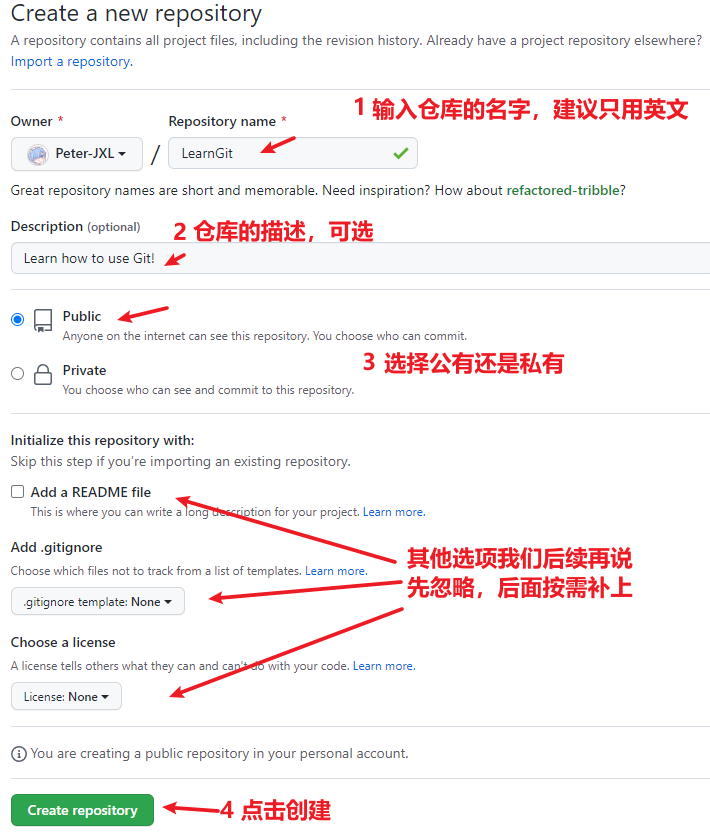 Create a new repository
A repository contains all project files, including the revision history. Already have a project repository elsewhere?
Import a repository.
1 输入仓库的名字，建议只用英文
Owner *
Repository name *
Peter-JXL
/
LearnGit
Great repository names are short and memorable. Need inspiration? How about refactored-tribble?
Description (optional)
2 仓库的描述，可选
Learn how to use Git!
Public
Anyone on the internet can see this repository. You choose who can commit.
3 选择公有还是私有
Private
You choose who can see and commit to this repository.
Initialize this repository with:
Skip this step if you're importing an existing repository.
Add a README file
This is where you can write a long description for your project. Learn more.
Add .gitignore
其他选项我们后续再说
Choose which files not to track from a list of templates. Learn more.
先忽略，后面按需补上
.gitignore template: None
Choose a license
A license tells others what they can and can't do with your code. Learn more.
License: None
You are creating a public repository in your personal account.
Create repository
4 点击创建